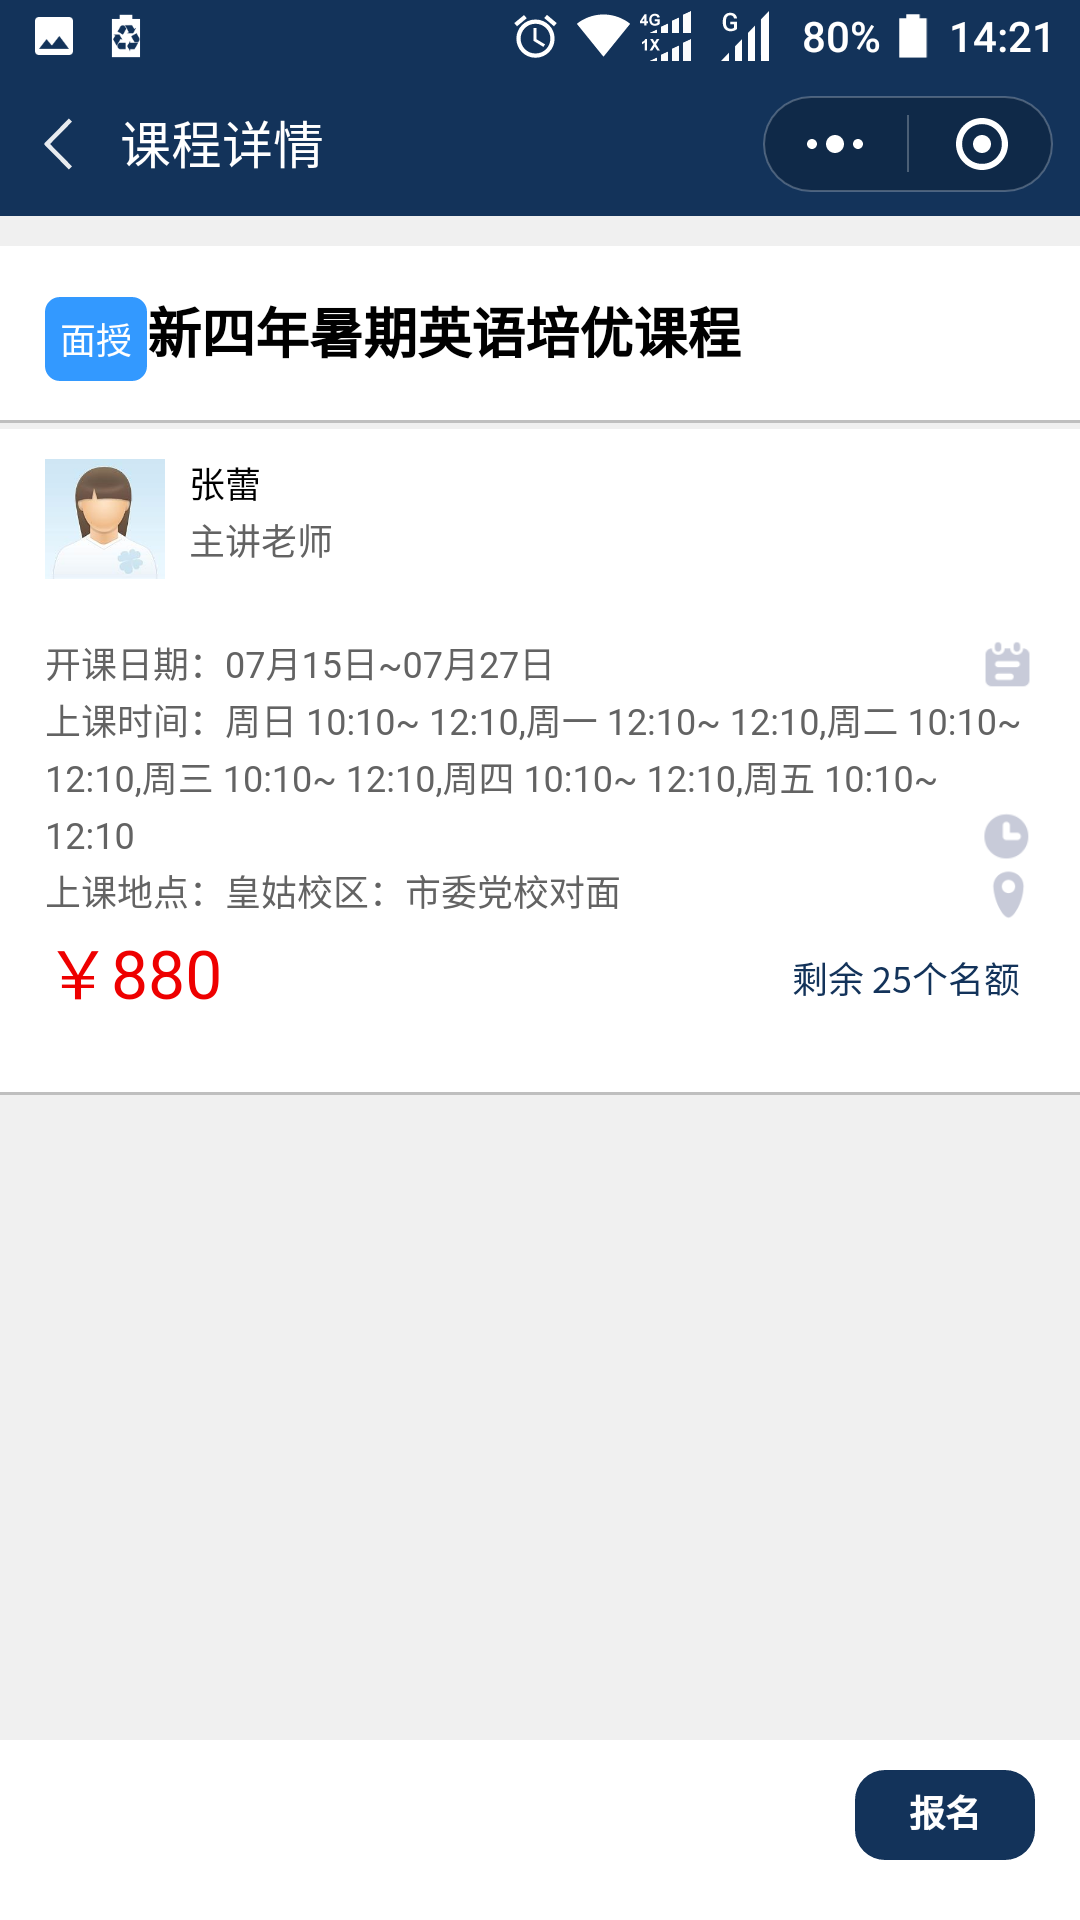 4G
1X
G
80%
14:21
课程详情
面授
新四年暑期英语培优课程
张蕾
主讲老师
开课日期：07月15日~07月27日
上课时间：周日 10:10~ 12:10,周一 12:10~ 12:10,周二 10:10~
12:10,周三 10:10~ 12:10,周四 10:10~ 12:10,周五 10:10~
12:10
上课地点：皇姑校区：市委党校对面
￥880
剩余 25个名额
报名